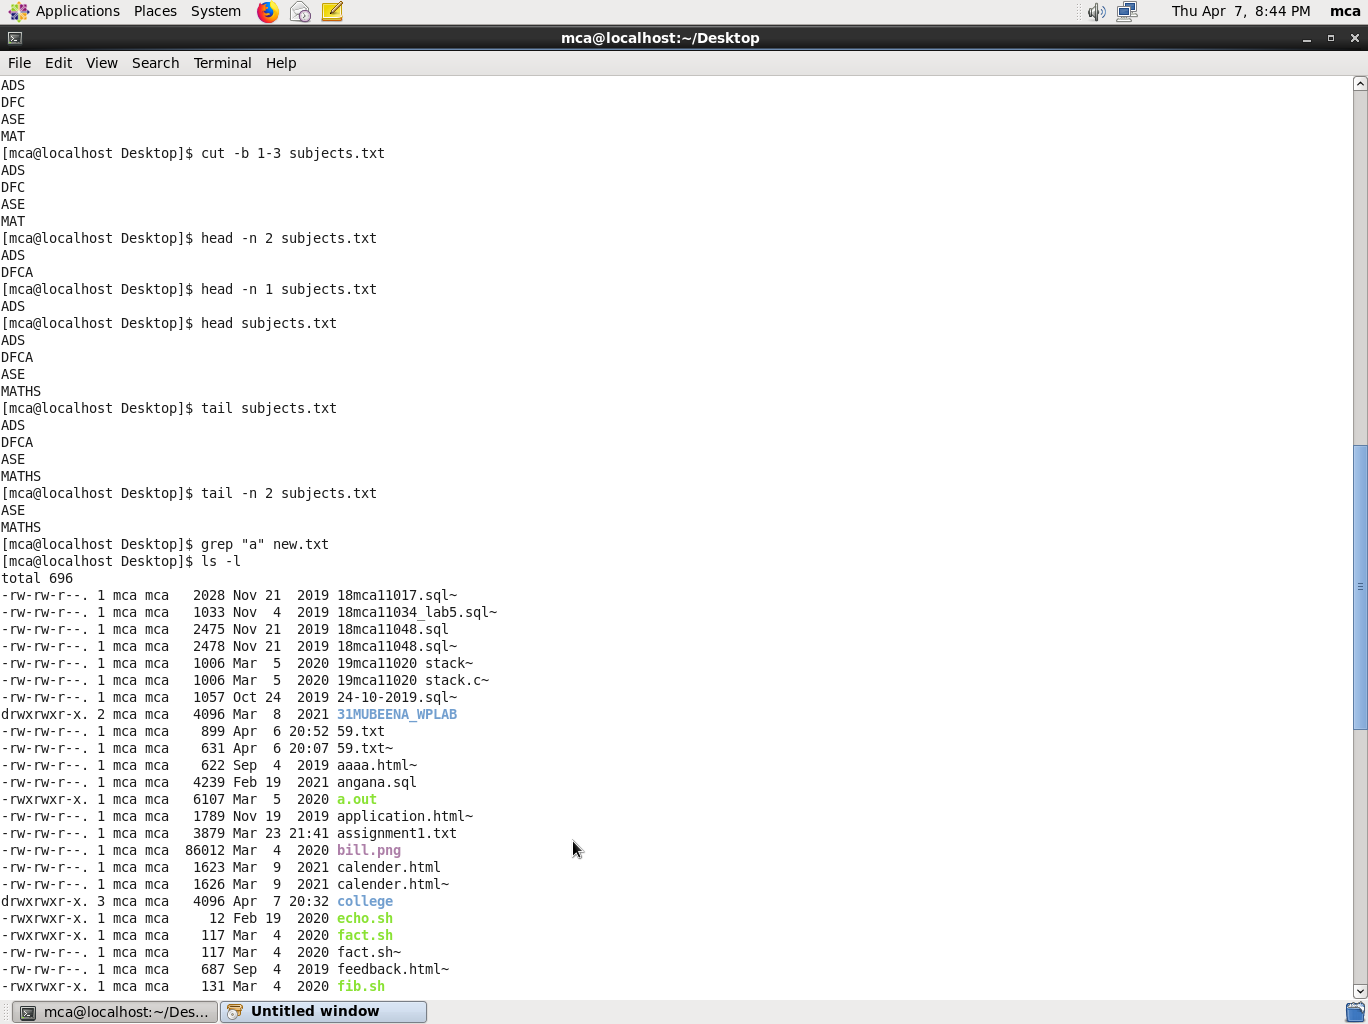 Applications Places System Thu Apr 7, 8:44 PM mca
mca@localhost:~/Desktop
File Edit View Search Terminal Help
ADS
DFC
ASE
MAT
[mca@localhost Desktop]$ cut -b 1-3 subjects.txt
ADS
DFC
ASE
MAT
[mca@localhost Desktop]$ head -n 2 subjects.txt
ADS
DFCA
[mca@localhost Desktop]$ head -n 1 subjects.txt
ADS
[mca@localhost Desktop]$ head subjects.txt
ADS
DFCA
ASE
MATHS
[mca@localhost Desktop]$ tail subjects.txt
ADS
DFCA
ASE
MATHS
[mca@localhost Desktop]$ tail -n 2 subjects.txt
ASE
MATHS
[mca@localhost Desktop]$ grep "a" new.txt
[mca@localhost Desktop]$ ls -l
total 696
-rw-rw-r--. 1 mca mca   2028 Nov 21  2019 18mca11017.sql~
-rw-rw-r--. 1 mca mca   1033 Nov  4  2019 18mca11034_lab5.sql~
-rw-rw-r--. 1 mca mca   2475 Nov 21  2019 18mca11048.sql
-rw-rw-r--. 1 mca mca   2478 Nov 21  2019 18mca11048.sql~
-rw-rw-r--. 1 mca mca   1006 Mar  5  2020 19mca11020 stack~
-rw-rw-r--. 1 mca mca   1006 Mar  5  2020 19mca11020 stack.c~
-rw-rw-r--. 1 mca mca   1057 Oct 24  2019 24-10-2019.sql~
drwxrwxr-x. 2 mca mca   4096 Mar  8  2021 31MUBEENA_WPLAB
-rw-rw-r--. 1 mca mca    899 Apr  6 20:52 59.txt
-rw-rw-r--. 1 mca mca    631 Apr  6 20:07 59.txt~
-rw-rw-r--. 1 mca mca    622 Sep  4  2019 aaaa.html~
-rw-rw-r--. 1 mca mca   4239 Feb 19  2021 angana.sql
-rwxrwxr-x. 1 mca mca   6107 Mar  5  2020 a.out
-rw-rw-r--. 1 mca mca   1789 Nov 19  2019 application.html~
-rw-rw-r--. 1 mca mca   3879 Mar 23 21:41 assignment1.txt
-rw-rw-r--. 1 mca mca  86012 Mar  4  2020 bill.png
-rw-rw-r--. 1 mca mca   1623 Mar  9  2021 calender.html
-rw-rw-r--. 1 mca mca   1626 Mar  9  2021 calender.html~
drwxrwxr-x. 3 mca mca   4096 Apr  7 20:32 college
-rwxrwxr-x. 1 mca mca     12 Feb 19  2020 echo.sh
-rwxrwxr-x. 1 mca mca    117 Mar  4  2020 fact.sh
-rw-rw-r--. 1 mca mca    117 Mar  4  2020 fact.sh~
-rw-rw-r--. 1 mca mca    687 Sep  4  2019 feedback.html~
-rwxrwxr-x. 1 mca mca    131 Mar  4  2020 fib.sh
mca@localhost:~/Des... Untitled window